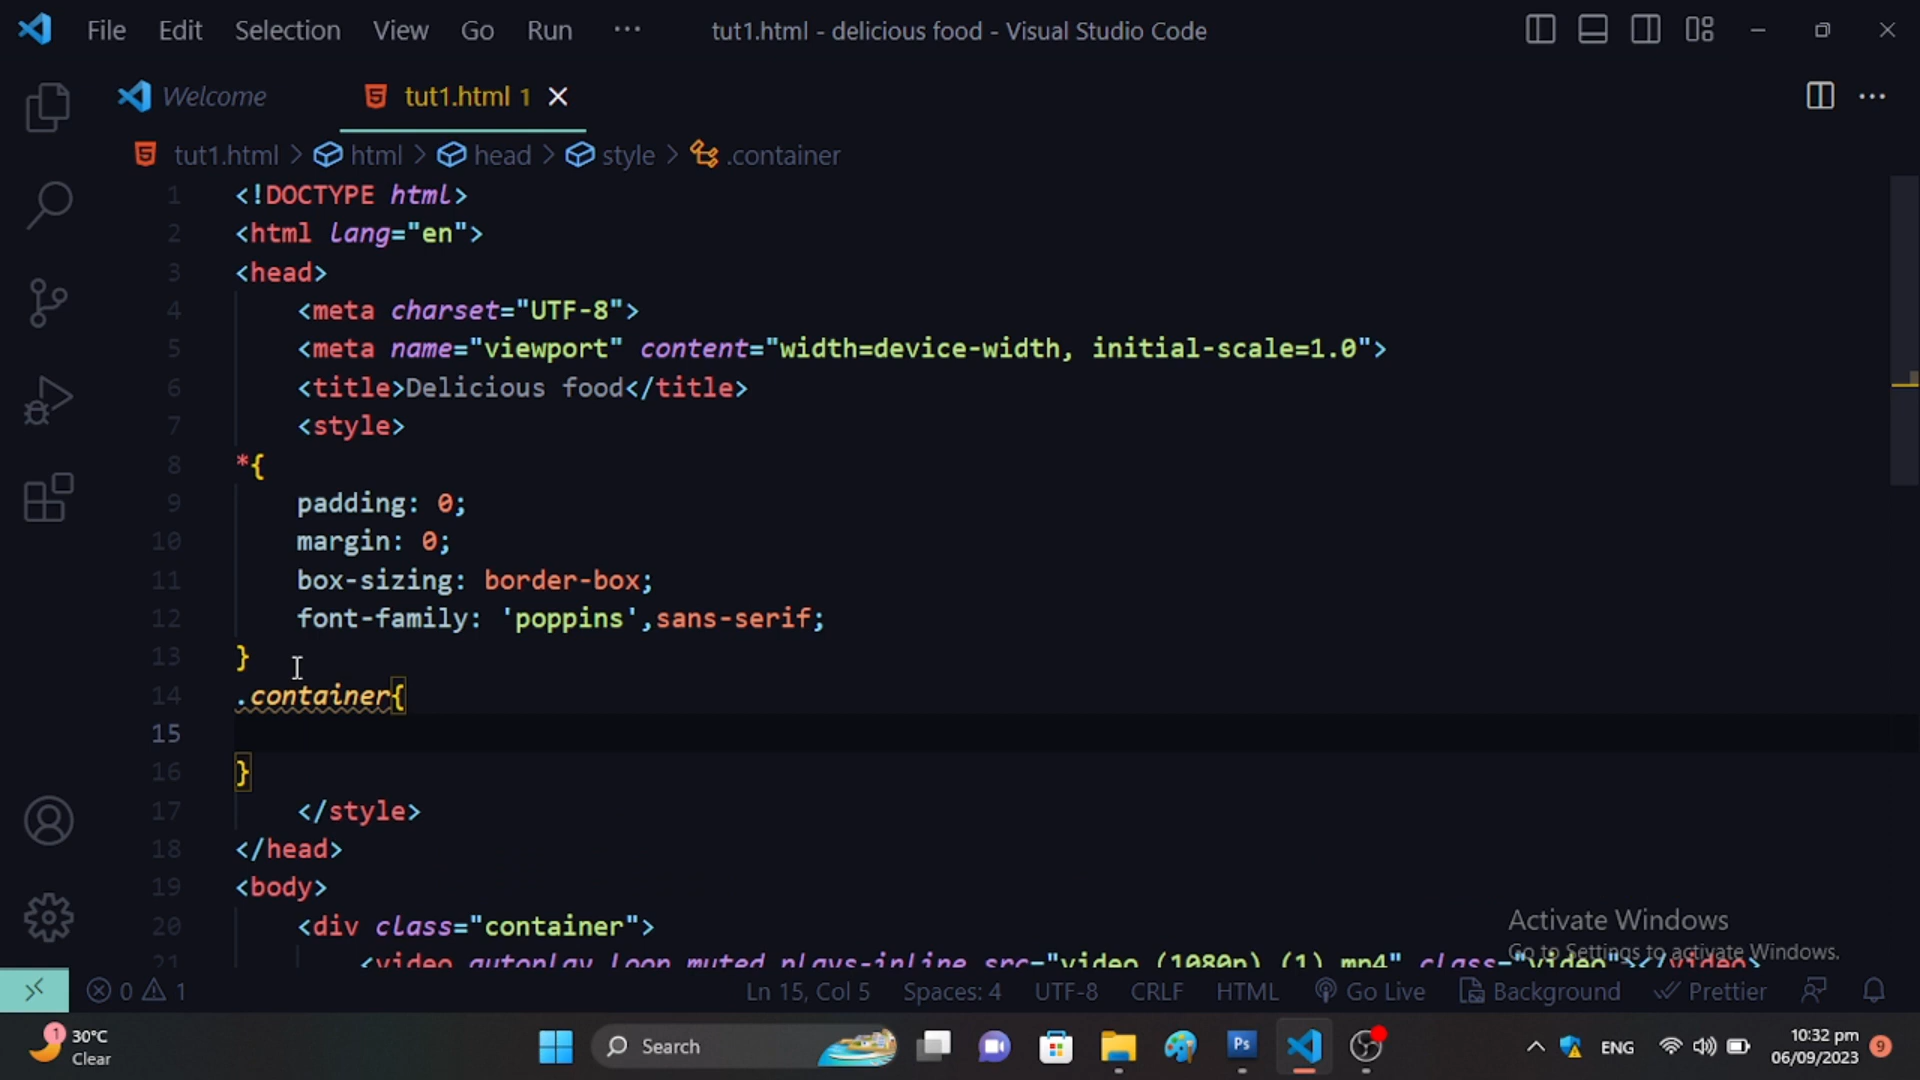 File Edit Selection View Go Run ··· tut1.html - delicious food - Visual Studio Code
Welcome tut1.html 1
tut1.html > html > head > style > .container
1 <!DOCTYPE html>
2 <html lang="en">
3 <head>
4 <meta charset="UTF-8">
5 <meta name="viewport" content="width=device-width, initial-scale=1.0">
6 <title>Delicious food</title>
7 <style>
8 *{
9 padding: 0;
10 margin: 0;
11 box-sizing: border-box;
12 font-family: 'poppins',sans-serif;
13 }
14 .container{
15
16 }
17 </style>
18 </head>
19 <body>
20 <div class="container">
21 <video autoplay loop muted plays-inline src="video (1080p) (1).mp4" class="video"></video>
Activate Windows
Go to Settings to activate Windows.
0 1 Ln 15, Col 5 Spaces: 4 UTF-8 CRLF HTML Go Live Background Prettier
1 30°C
Clear
Search
Ps
ENG
10:32 pm
06/09/2023
9